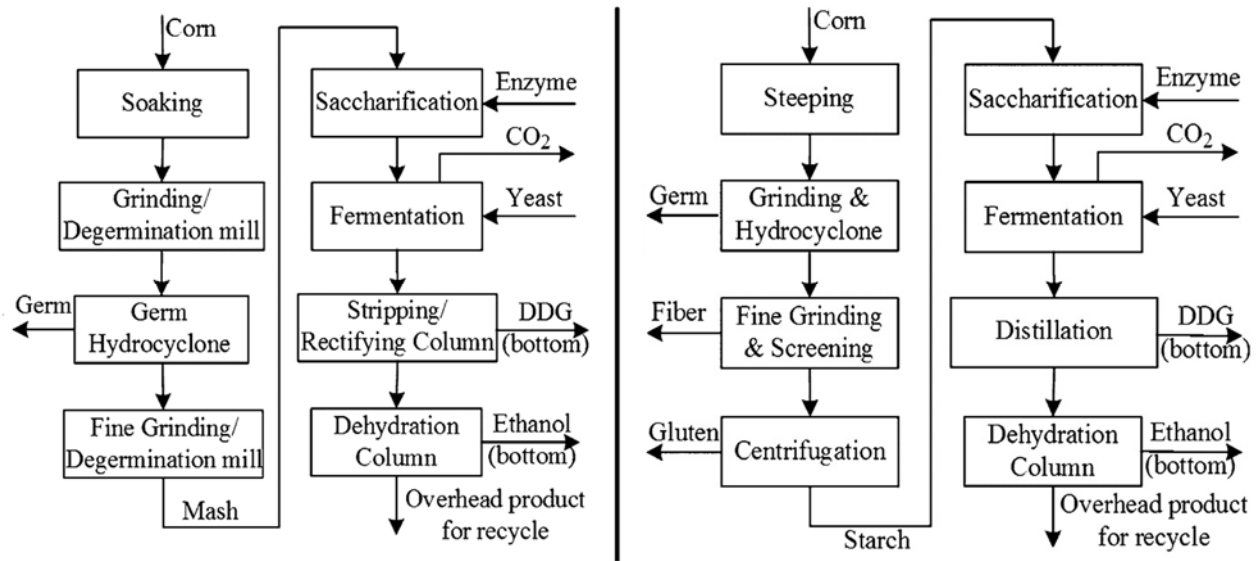 Corn
Soaking
Grinding/
Degermination mill
Germ
Germ
Hydrocyclone
Fine Grinding/
Degermination mill
Mash
Saccharification
Enzyme
CO₂
Fermentation
Yeast
Stripping/
Rectifying Column
DDG
(bottom)
Dehydration
Column
Ethanol
(bottom)
Overhead product
for recycle
Corn
Steeping
Germ
Grinding &
Hydrocyclone
Fiber
Fine Grinding
& Screening
Gluten
Centrifugation
Starch
Saccharification
Enzyme
CO₂
Fermentation
Yeast
Distillation
DDG
(bottom)
Dehydration
Column
Ethanol
(bottom)
Overhead product
for recycle